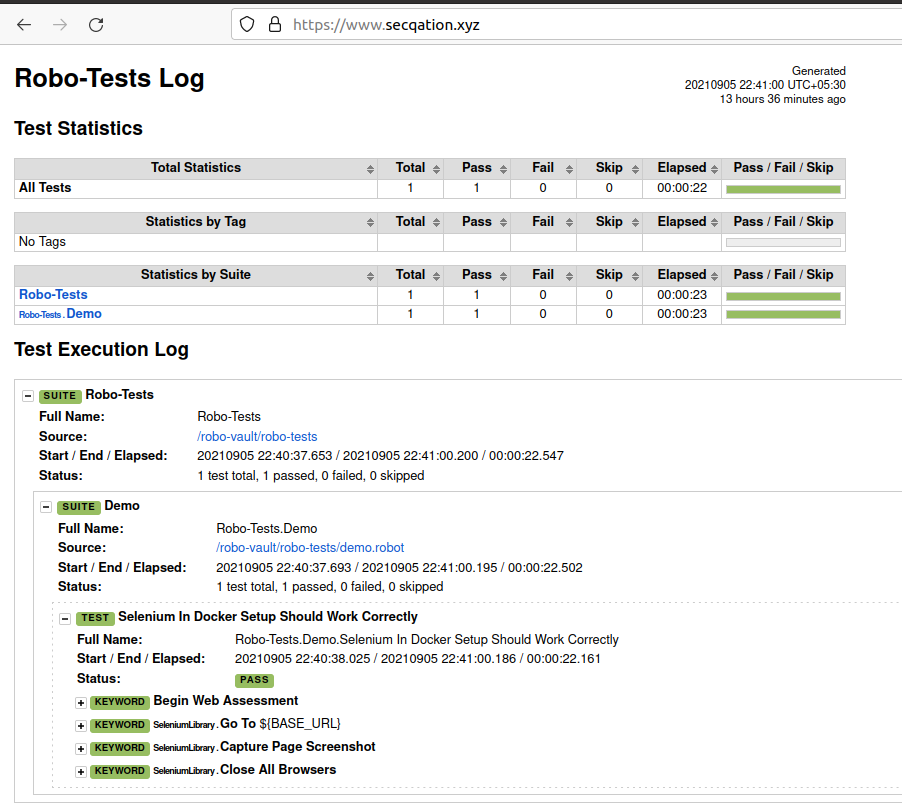 https://www.secqation.xyz
Robo-Tests Log
Generated
20210905 22:41:00 UTC+05:30
13 hours 36 minutes ago
Test Statistics
Total Statistics Total Pass Fail Skip Elapsed Pass / Fail / Skip
All Tests 1 1 0 0 00:00:22
Statistics by Tag Total Pass Fail Skip Elapsed Pass / Fail / Skip
No Tags
Statistics by Suite Total Pass Fail Skip Elapsed Pass / Fail / Skip
Robo-Tests 1 1 0 0 00:00:23
Robo-Tests.Demo 1 1 0 0 00:00:23
Test Execution Log
SUITE Robo-Tests
Full Name: Robo-Tests
Source: /robo-vault/robo-tests
Start / End / Elapsed: 20210905 22:40:37.653 / 20210905 22:41:00.200 / 00:00:22.547
Status: 1 test total, 1 passed, 0 failed, 0 skipped
SUITE Demo
Full Name: Robo-Tests.Demo
Source: /robo-vault/robo-tests/demo.robot
Start / End / Elapsed: 20210905 22:40:37.693 / 20210905 22:41:00.195 / 00:00:22.502
Status: 1 test total, 1 passed, 0 failed, 0 skipped
TEST Selenium In Docker Setup Should Work Correctly
Full Name: Robo-Tests.Demo.Selenium In Docker Setup Should Work Correctly
Start / End / Elapsed: 20210905 22:40:38.025 / 20210905 22:41:00.186 / 00:00:22.161
Status: PASS
KEYWORD Begin Web Assessment
KEYWORD SeleniumLibrary.Go To ${BASE_URL}
KEYWORD SeleniumLibrary.Capture Page Screenshot
KEYWORD SeleniumLibrary.Close All Browsers